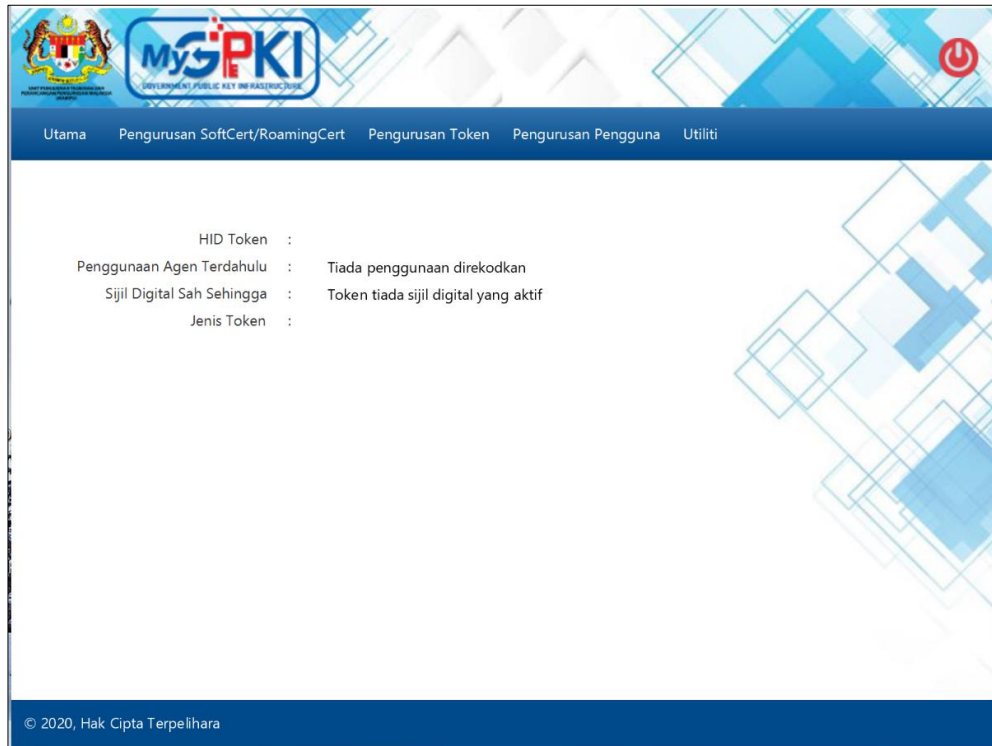 MyGPKI
GOVERNMENT PUBLIC KEY INFRASTRUCTURE
Utama Pengurusan SoftCert/RoamingCert Pengurusan Token Pengurusan Pengguna Utiliti
HID Token :
Penggunaan Agen Terdahulu : Tiada penggunaan direkodkan
Sijil Digital Sah Sehingga : Token tiada sijil digital yang aktif
Jenis Token :
© 2020, Hak Cipta Terpelihara